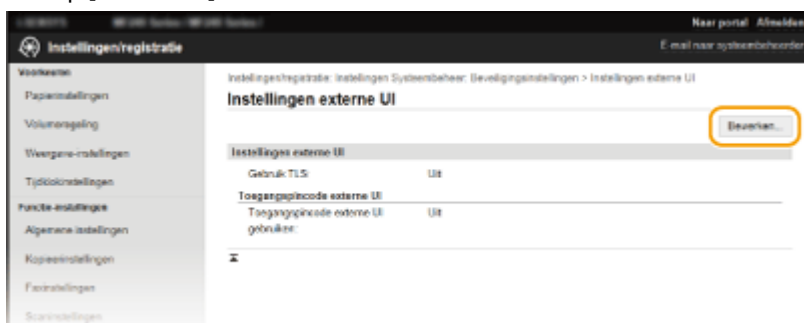 Naar portal Afmelden
Instellingen/registratie
E-mail naar systeembeheerder
Voorkeuren
Instellingen/registratie: Instellingen Systeembeheer: Beveiligingsinstellingen > Instellingen externe UI
Papierinstellingen
Instellingen externe UI
Volumeregeling
Bewerken...
Weergave-instellingen
Instellingen externe UI
Gebruik TLS: Uit
Tijdklokinstellingen
Toegangspincode externe UI
Functie-instellingen
Toegangspincode externe UI gebruiken: Uit
Algemene instellingen
Kopieerinstellingen
Faxinstellingen
Scaninstellingen